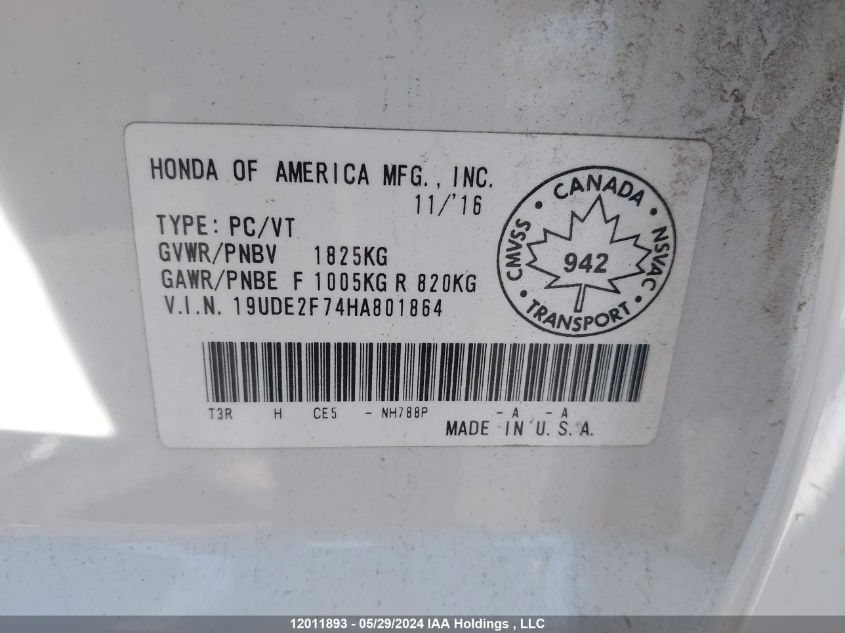 HONDA OF AMERICA MFG., INC.
11/'16
TYPE: PC/VT
GVWR/PNBV 1825KG
GAWR/PNBE F 1005KG R 820KG
V.I.N. 19UDE2F74HA801864
CANADA
CMVSS
NSVAC
942
TRANSPORT
T3R H CE5 - NH788P - A - A
MADE IN U.S.A.
12011893 - 05/29/2024 IAA Holdings , LLC